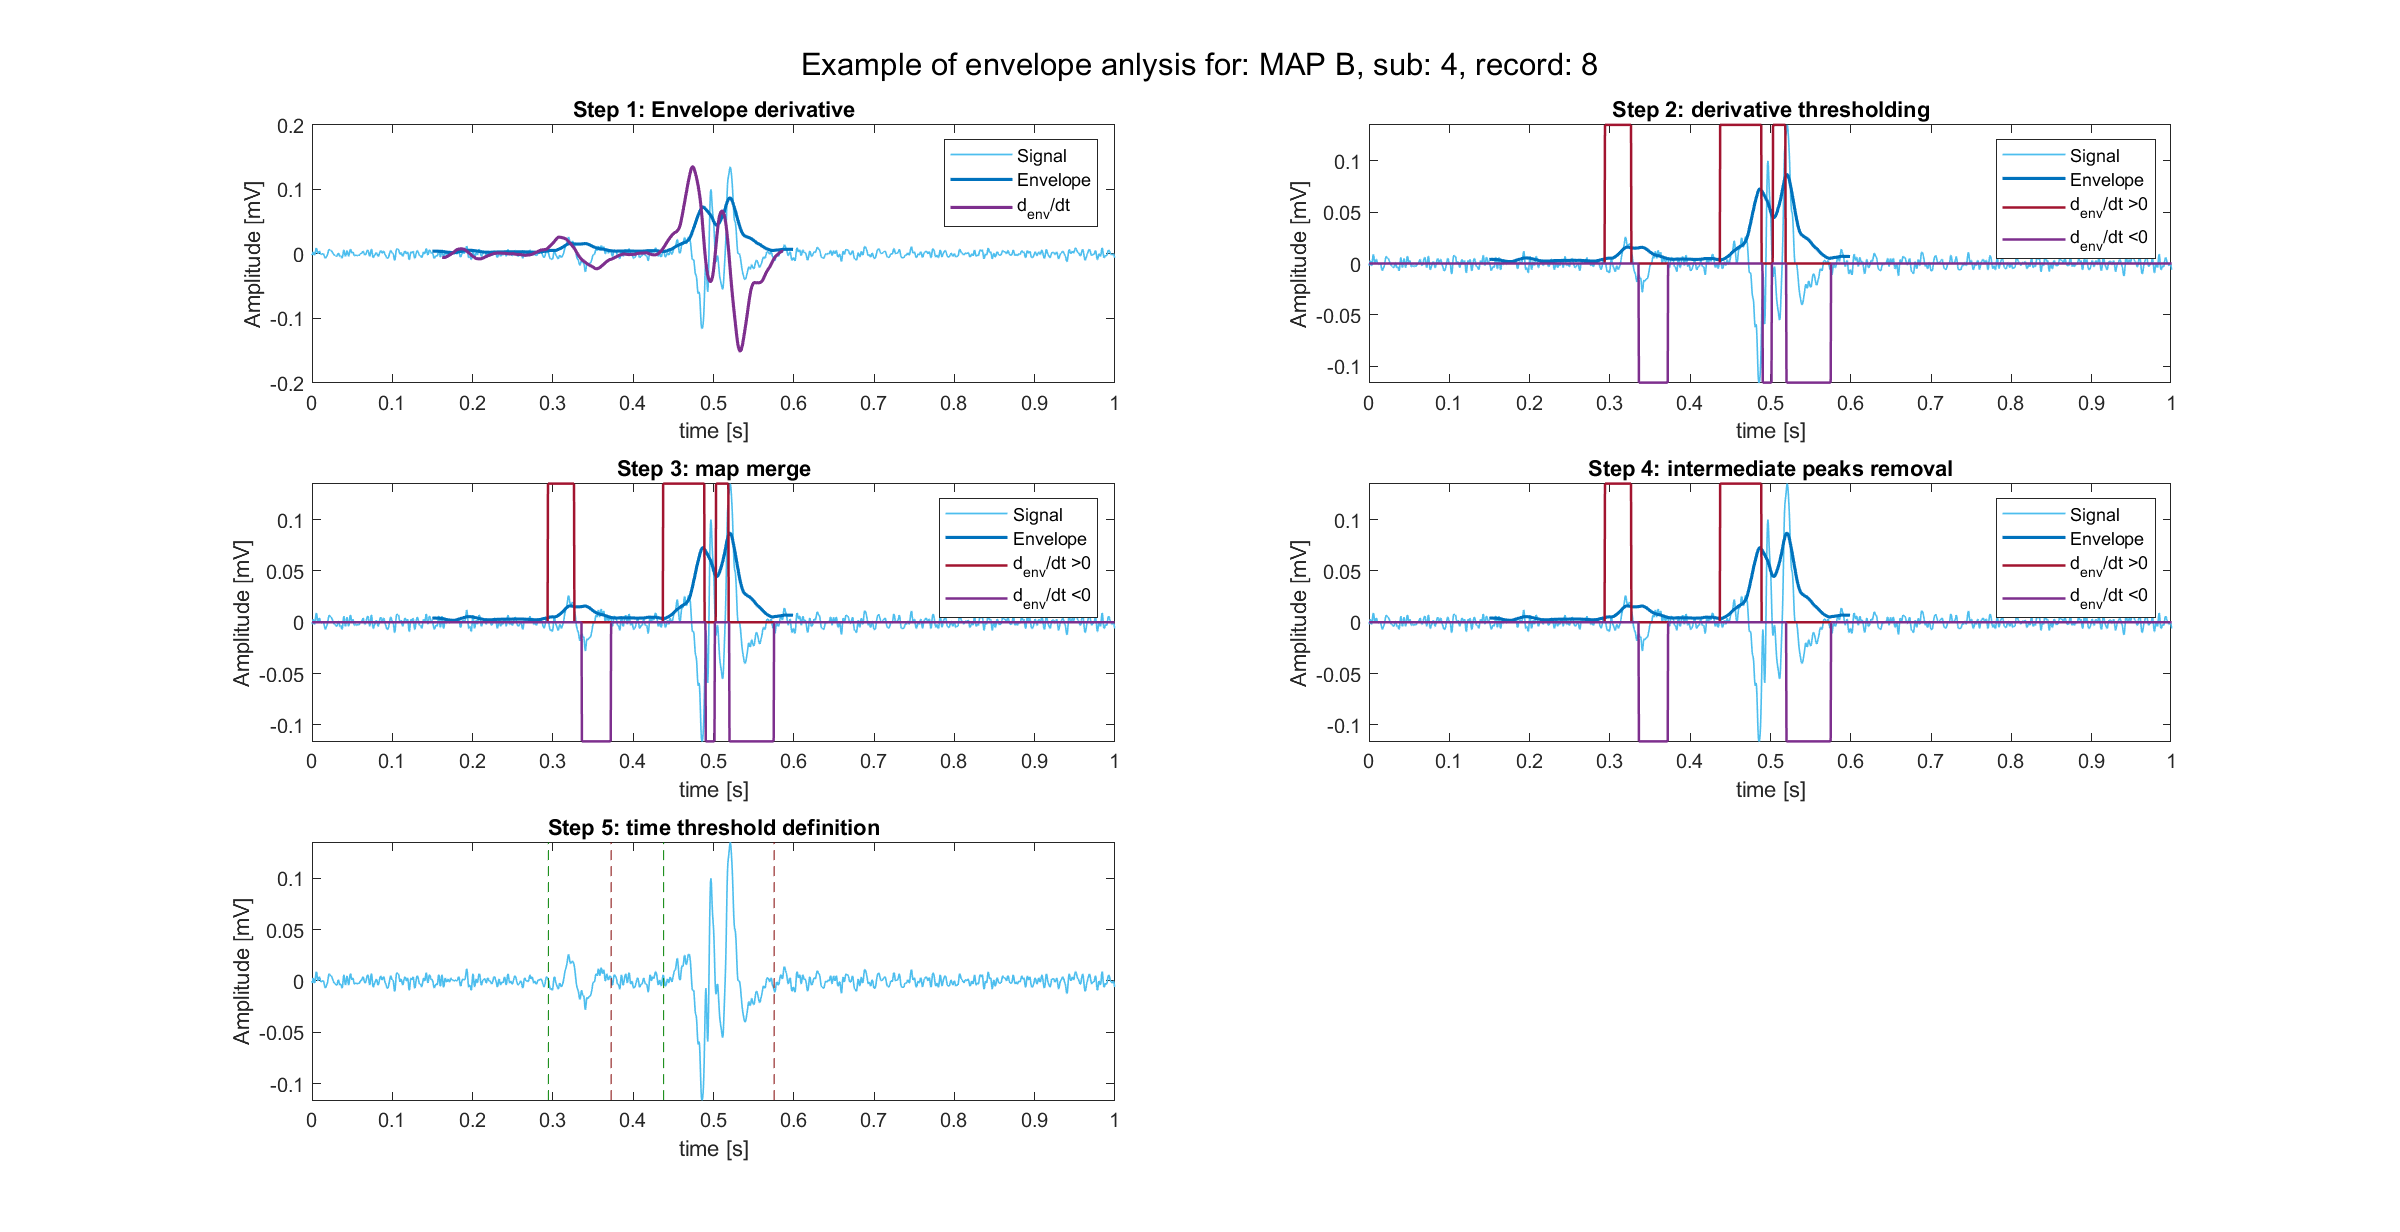 Example of envelope anlysis for: MAP B, sub: 4, record: 8
Step 1: Envelope derivative
0.2
0.1
0
-0.1
-0.2
Amplitude [mV]
0 0.1 0.2 0.3 0.4 0.5 0.6 0.7 0.8 0.9 1
time [s]
Signal
Envelope
d_env/dt
Step 2: derivative thresholding
0.1
0.05
0
-0.05
-0.1
Amplitude [mV]
0 0.1 0.2 0.3 0.4 0.5 0.6 0.7 0.8 0.9 1
time [s]
Signal
Envelope
d_env/dt >0
d_env/dt <0
Step 3: map merge
0.1
0.05
0
-0.05
-0.1
Amplitude [mV]
0 0.1 0.2 0.3 0.4 0.5 0.6 0.7 0.8 0.9 1
time [s]
Signal
Envelope
d_env/dt >0
d_env/dt <0
Step 4: intermediate peaks removal
0.1
0.05
0
-0.05
-0.1
Amplitude [mV]
0 0.1 0.2 0.3 0.4 0.5 0.6 0.7 0.8 0.9 1
time [s]
Signal
Envelope
d_env/dt >0
d_env/dt <0
Step 5: time threshold definition
0.1
0.05
0
-0.05
-0.1
Amplitude [mV]
0 0.1 0.2 0.3 0.4 0.5 0.6 0.7 0.8 0.9 1
time [s]